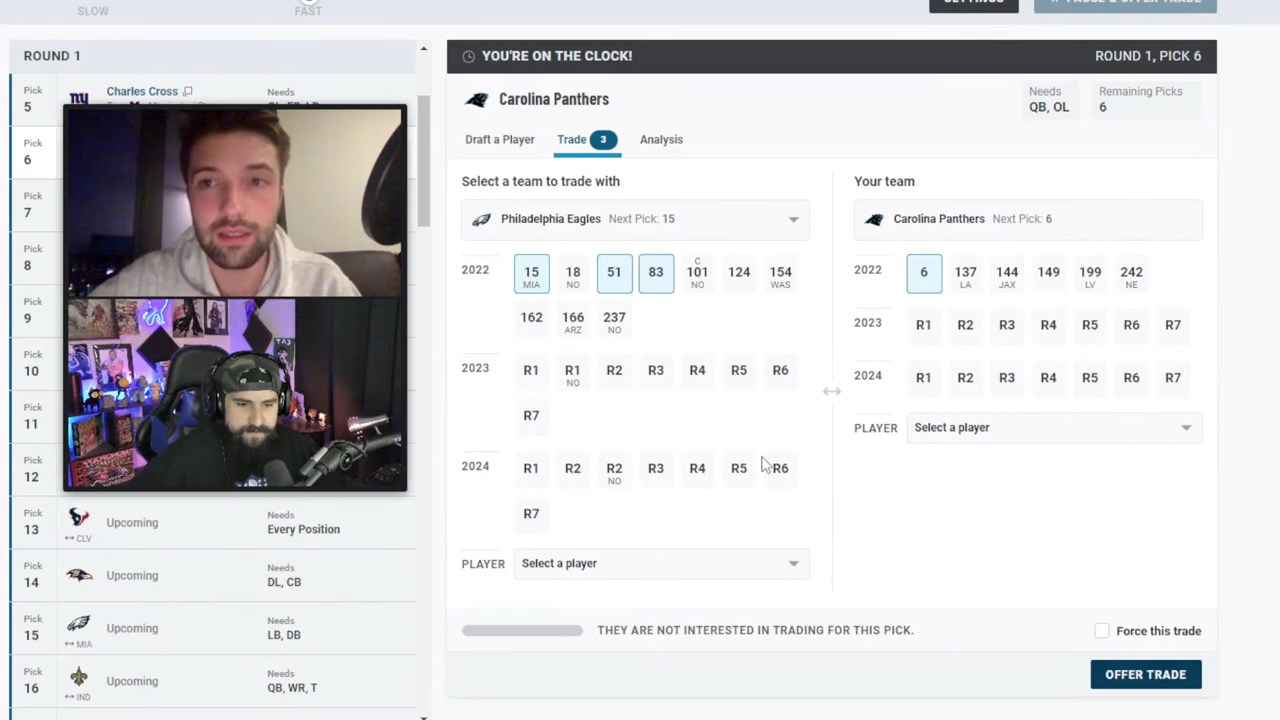 SLOW
FAST
SETTINGS
PAUSE & OFFER TRADE
ROUND 1
Pick
5
Charles Cross
Needs
Pick
6
Pick
7
Pick
8
Pick
9
Pick
10
Pick
11
Pick
12
Pick
13
CLV
Upcoming
Needs
Every Position
Pick
14
Upcoming
Needs
DL, CB
Pick
15
MIA
Upcoming
Needs
LB, DB
Pick
16
IND
Upcoming
Needs
QB, WR, T
YOU'RE ON THE CLOCK!
ROUND 1, PICK 6
Carolina Panthers
Needs
QB, OL
Remaining Picks
6
Draft a Player
Trade 3
Analysis
Select a team to trade with
Philadelphia Eagles Next Pick: 15
2022
15
MIA
18
NO
51
83
C
101
NO
124
154
WAS
162
166
ARZ
237
NO
2023
R1
R1
NO
R2
R3
R4
R5
R6
R7
2024
R1
R2
R2
NO
R3
R4
R5
R6
R7
PLAYER
Select a player
Your team
Carolina Panthers Next Pick: 6
2022
6
137
LA
144
JAX
149
199
LV
242
NE
2023
R1
R2
R3
R4
R5
R6
R7
2024
R1
R2
R3
R4
R5
R6
R7
PLAYER
Select a player
THEY ARE NOT INTERESTED IN TRADING FOR THIS PICK.
Force this trade
OFFER TRADE